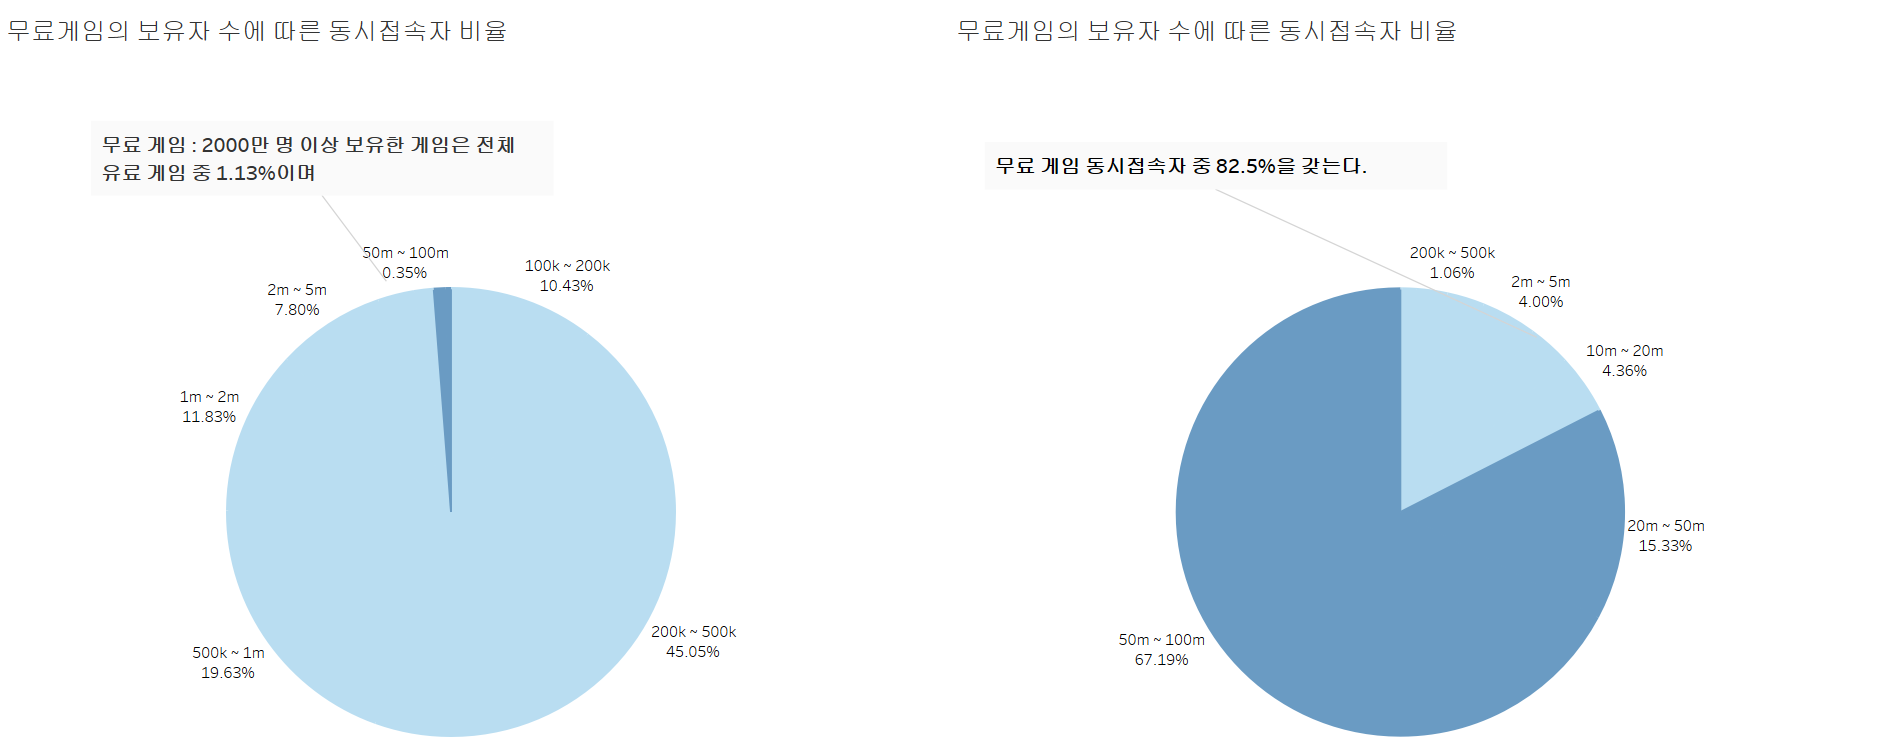 무료게임의 보유자 수에 따른 동시접속자 비율
무료 게임 : 2000만 명 이상 보유한 게임은 전체
유료 게임 중 1.13%이며
50m ~ 100m
0.35%
100k ~ 200k
10.43%
2m ~ 5m
7.80%
1m ~ 2m
11.83%
500k ~ 1m
19.63%
200k ~ 500k
45.05%
무료게임의 보유자 수에 따른 동시접속자 비율
무료 게임 동시접속자 중 82.5%을 갖는다.
200k ~ 500k
1.06%
2m ~ 5m
4.00%
10m ~ 20m
4.36%
20m ~ 50m
15.33%
50m ~ 100m
67.19%